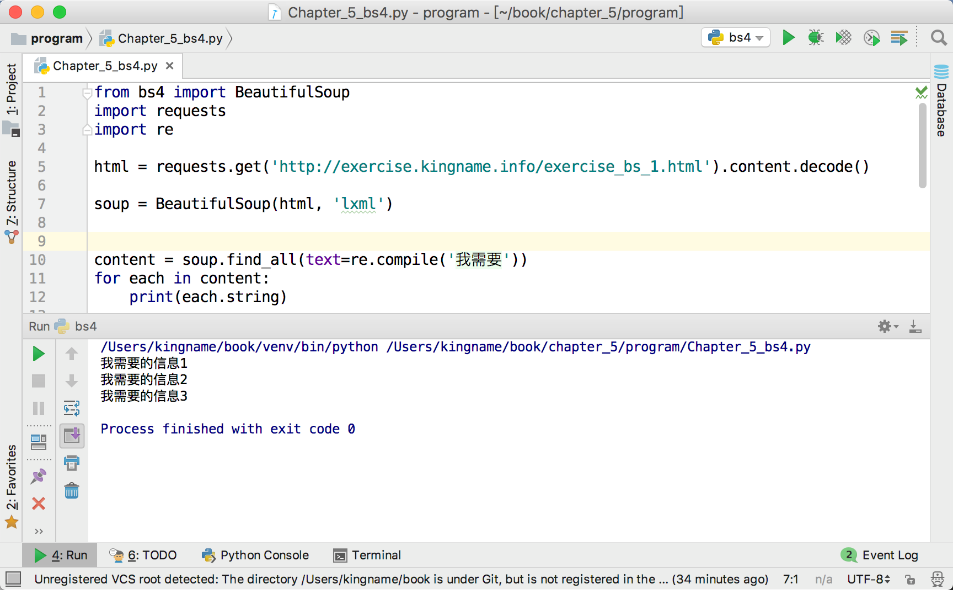 Chapter_5_bs4.py - program - [~/book/chapter_5/program]
program
Chapter_5_bs4.py
bs4
Chapter_5_bs4.py
1: Project
Z: Structure
2: Favorites
Database
1 from bs4 import BeautifulSoup
2 import requests
3 import re
4
5 html = requests.get('http://exercise.kingname.info/exercise_bs_1.html').content.decode()
6
7 soup = BeautifulSoup(html, 'lxml')
8
9
10 content = soup.find_all(text=re.compile('我需要'))
11 for each in content:
12 print(each.string)
Run bs4
/Users/kingname/book/venv/bin/python /Users/kingname/book/chapter_5/program/Chapter_5_bs4.py
我需要的信息1
我需要的信息2
我需要的信息3
Process finished with exit code 0
4: Run 6: TODO Python Console Terminal 2 Event Log
Unregistered VCS root detected: The directory /Users/kingname/book is under Git, but is not registered in the ... (34 minutes ago) 7:1 n/a UTF-8